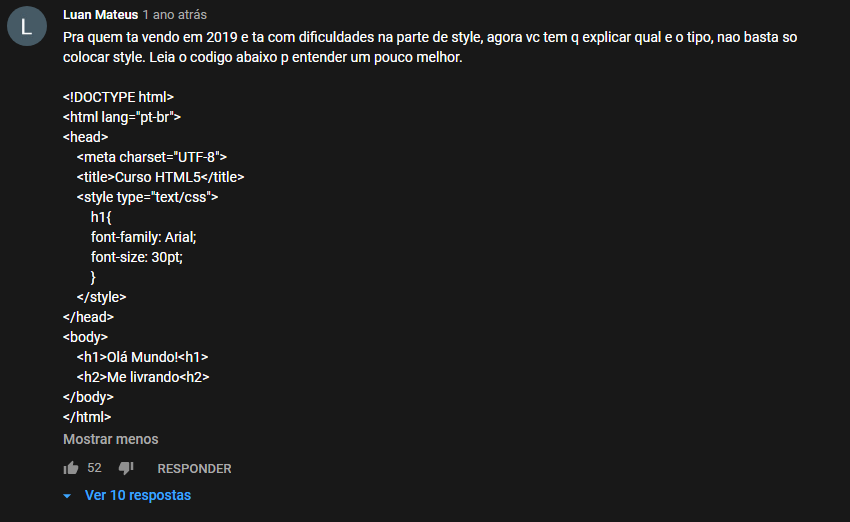 L
Luan Mateus 1 ano atrás
Pra quem ta vendo em 2019 e ta com dificuldades na parte de style, agora vc tem q explicar qual e o tipo, nao basta so
colocar style. Leia o codigo abaixo p entender um pouco melhor.
<!DOCTYPE html>
<html lang="pt-br">
<head>
<meta charset="UTF-8">
<title>Curso HTML5</title>
<style type="text/css">
h1{
font-family: Arial;
font-size: 30pt;
}
</style>
</head>
<body>
<h1>Olá Mundo!<h1>
<h2>Me livrando<h2>
</body>
</html>
Mostrar menos
52 RESPONDER
Ver 10 respostas